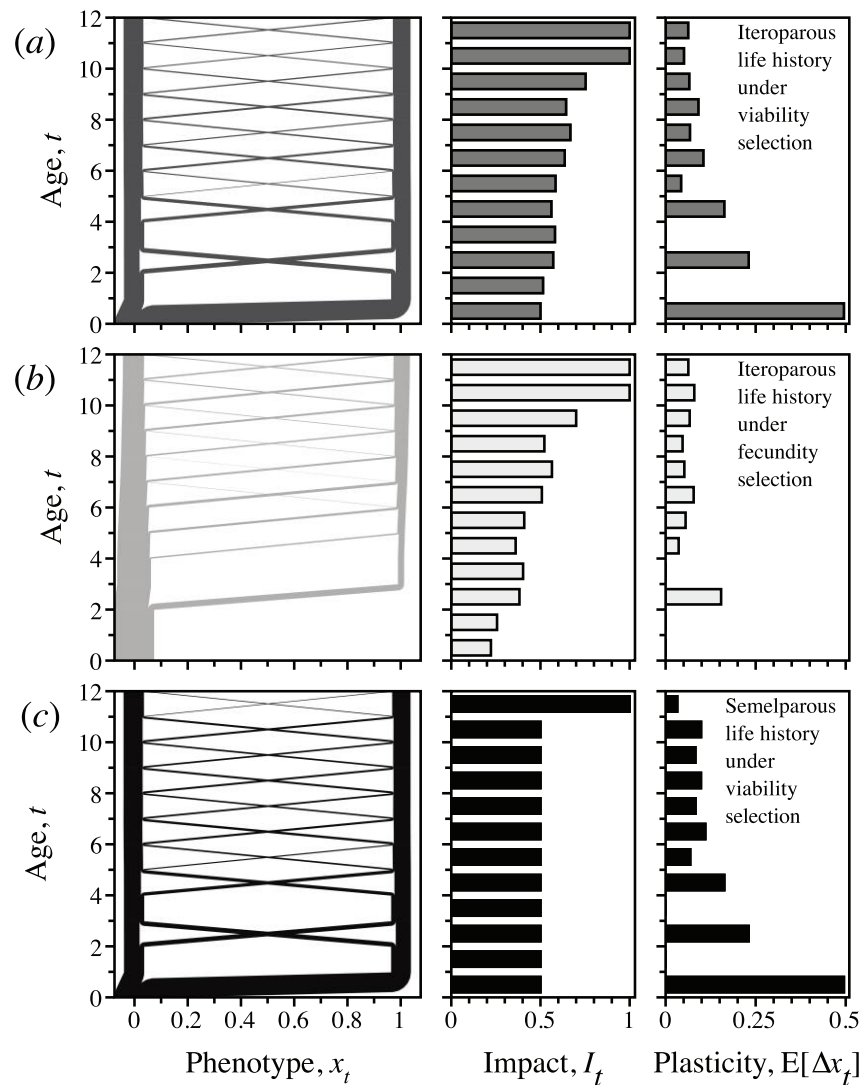 (a)
Age, t
12
10
8
6
4
2
0
Iteroparous
life history
under
viability
selection
(b)
Age, t
12
10
8
6
4
2
0
Iteroparous
life history
under
fecundity
selection
(c)
Age, t
12
10
8
6
4
2
0
Semelparous
life history
under
viability
selection
0 0.2 0.4 0.6 0.8 1
0 0.5 1
0 0.25 0.5
Phenotype, xₜ
Impact, Iₜ
Plasticity, E[Δxₜ]